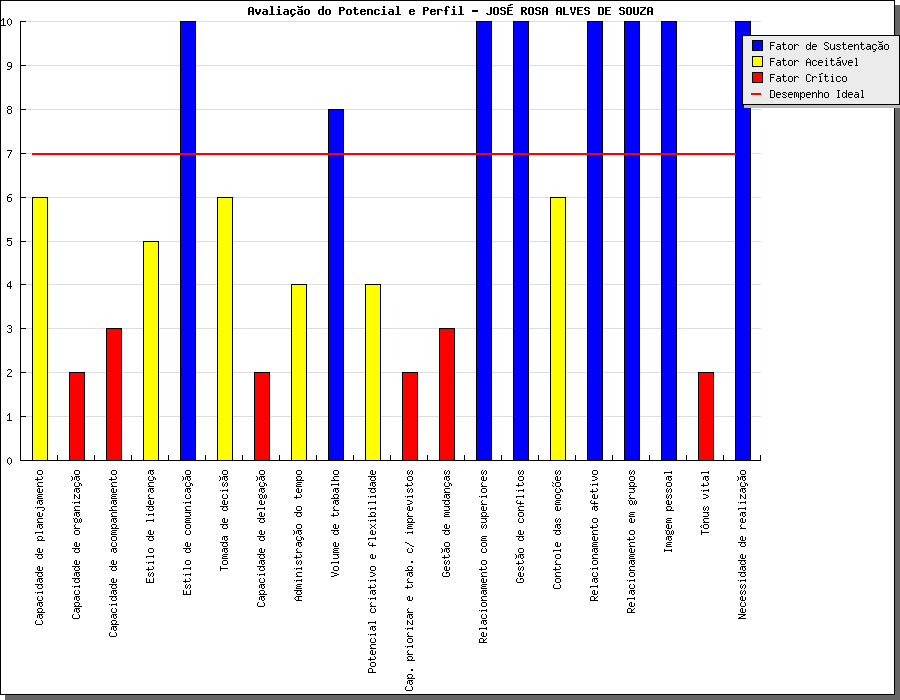 Avaliação do Potencial e Perfil - JOSÉ ROSA ALVES DE SOUZA
Fator de Sustentação
Fator Aceitável
Fator Crítico
Desempenho Ideal
10
9
8
7
6
5
4
3
2
1
0
Capacidade de planejamento
Capacidade de organização
Capacidade de acompanhamento
Estilo de liderança
Estilo de comunicação
Tomada de decisão
Capacidade de delegação
Administração do tempo
Volume de trabalho
Potencial criativo e flexibilidade
Cap. priorizar e trab. c/ imprevistos
Gestão de mudanças
Relacionamento com superiores
Gestão de conflitos
Controle das emoções
Relacionamento afetivo
Relacionamento em grupos
Imagem pessoal
Tônus vital
Necessidade de realização